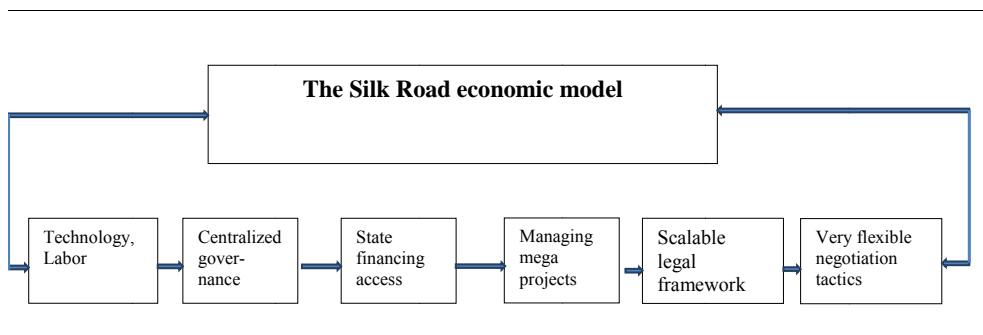 The Silk Road economic model
Technology,
Labor
Centralized
gover-
nance
State
financing
access
Managing
mega
projects
Scalable
legal
framework
Very flexible
negotiation
tactics